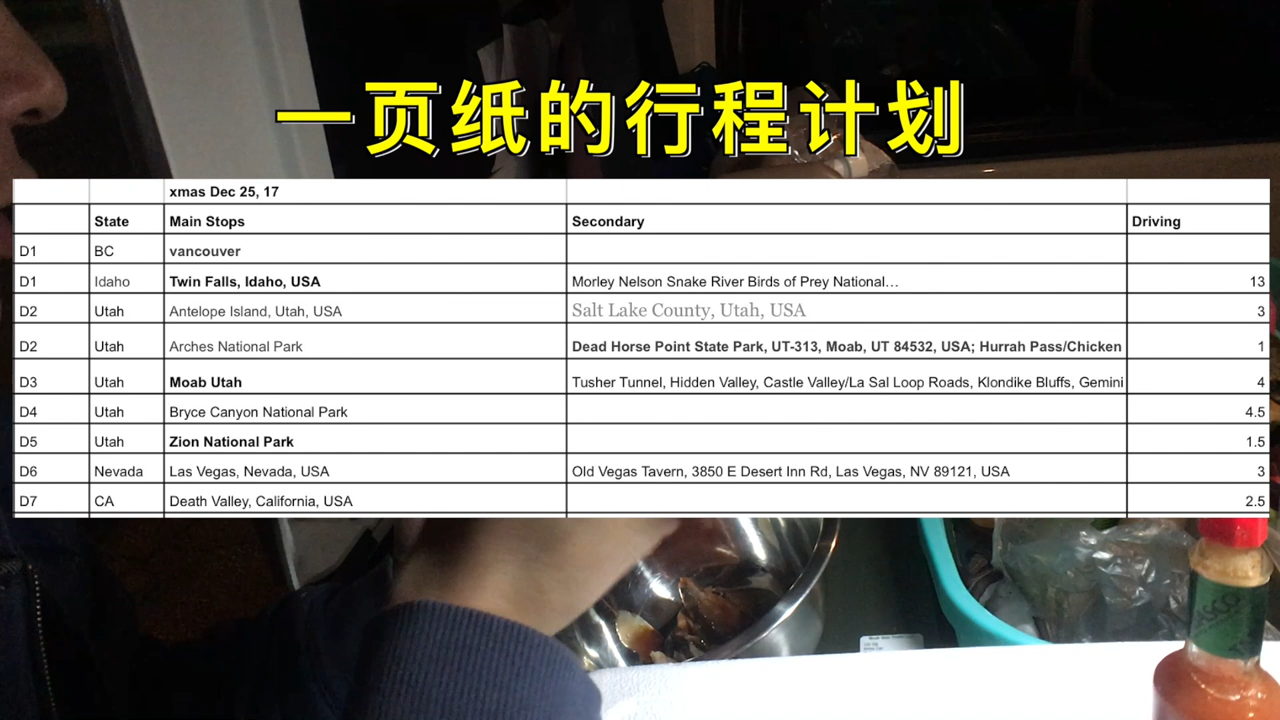 一页纸的行程计划
xmas Dec 25, 17
State Main Stops Secondary Driving
D1 BC vancouver
D1 Idaho Twin Falls, Idaho, USA Morley Nelson Snake River Birds of Prey National… 13
D2 Utah Antelope Island, Utah, USA Salt Lake County, Utah, USA 3
D2 Utah Arches National Park Dead Horse Point State Park, UT-313, Moab, UT 84532, USA; Hurrah Pass/Chicken 1
D3 Utah Moab Utah Tusher Tunnel, Hidden Valley, Castle Valley/La Sal Loop Roads, Klondike Bluffs, Gemini 4
D4 Utah Bryce Canyon National Park 4.5
D5 Utah Zion National Park 1.5
D6 Nevada Las Vegas, Nevada, USA Old Vegas Tavern, 3850 E Desert Inn Rd, Las Vegas, NV 89121, USA 3
D7 CA Death Valley, California, USA 2.5